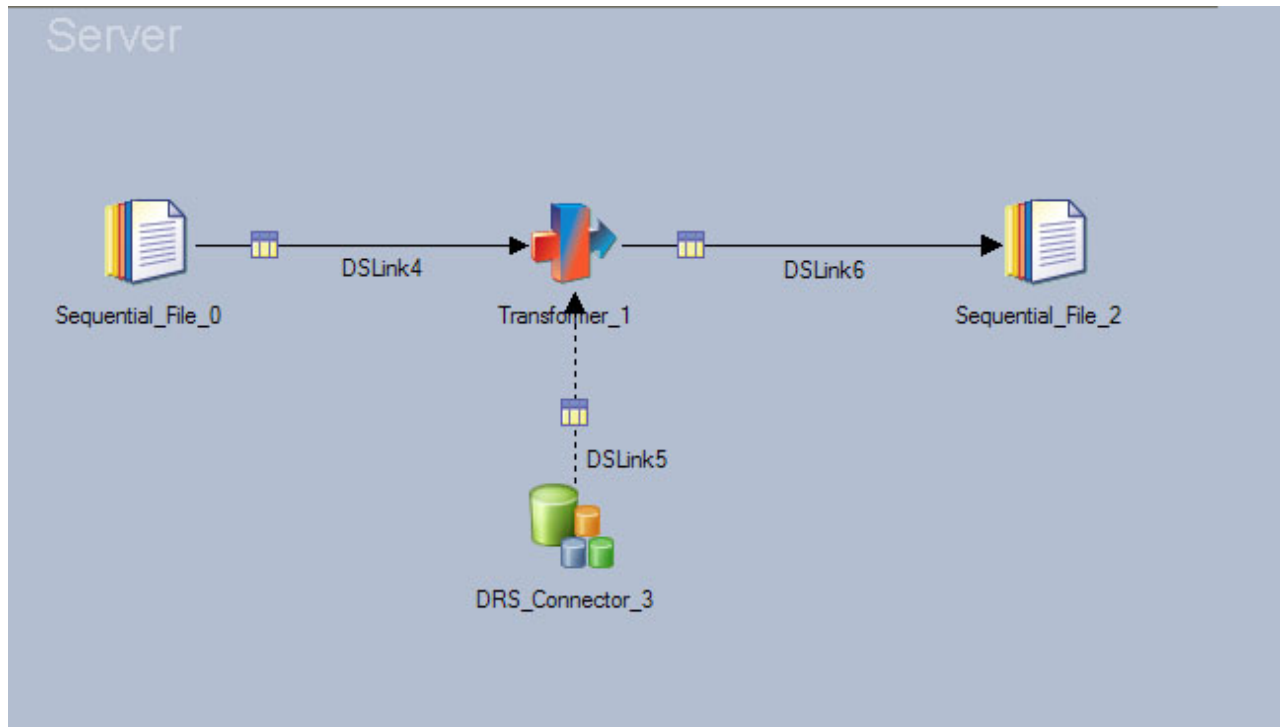 Server
DSLink4
DSLink6
Sequential_File_0
Transformer_1
Sequential_File_2
DSLink5
DRS_Connector_3